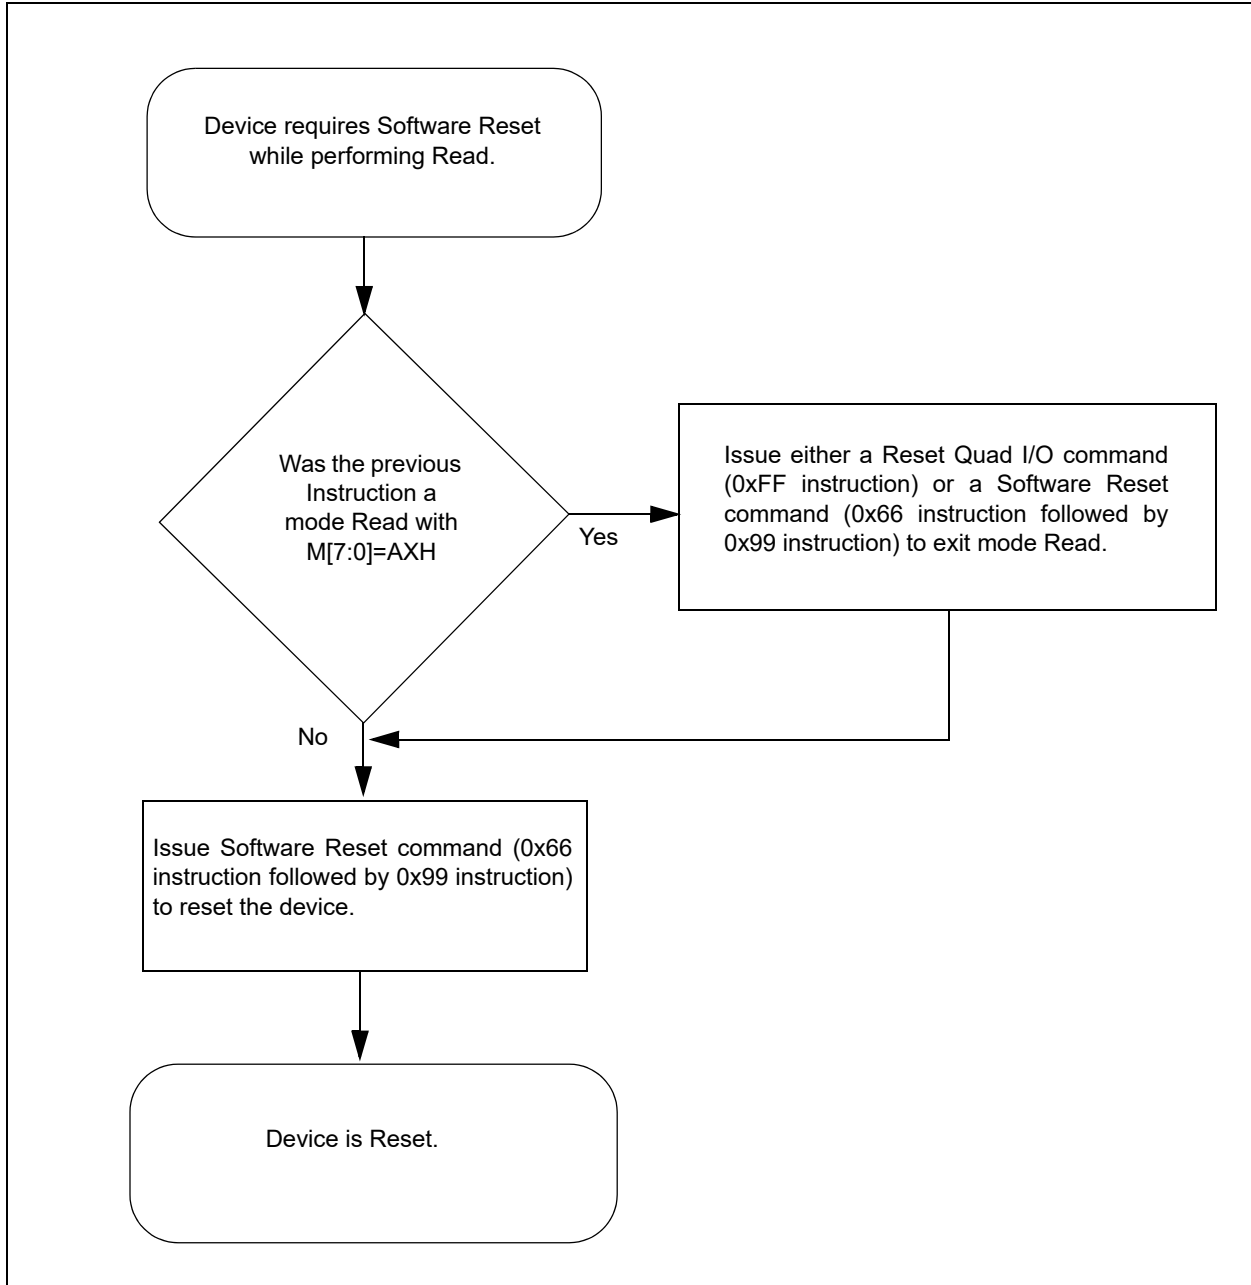 Device requires Software Reset
while performing Read.
Was the previous
Instruction a
mode Read with
M[7:0]=AXH
Yes
Issue either a Reset Quad I/O command
(0xFF instruction) or a Software Reset
command (0x66 instruction followed by
0x99 instruction) to exit mode Read.
No
Issue Software Reset command (0x66
instruction followed by 0x99 instruction)
to reset the device.
Device is Reset.